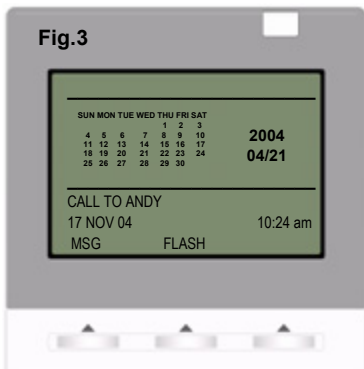 Fig.3
SUN MON TUE WED THU FRI SAT
1 2 3
4 5 6 7 8 9 10
11 12 13 14 15 16 17
18 19 20 21 22 23 24
25 26 27 28 29 30
2004
04/21
CALL TO ANDY
17 NOV 04 10:24 am
MSG FLASH